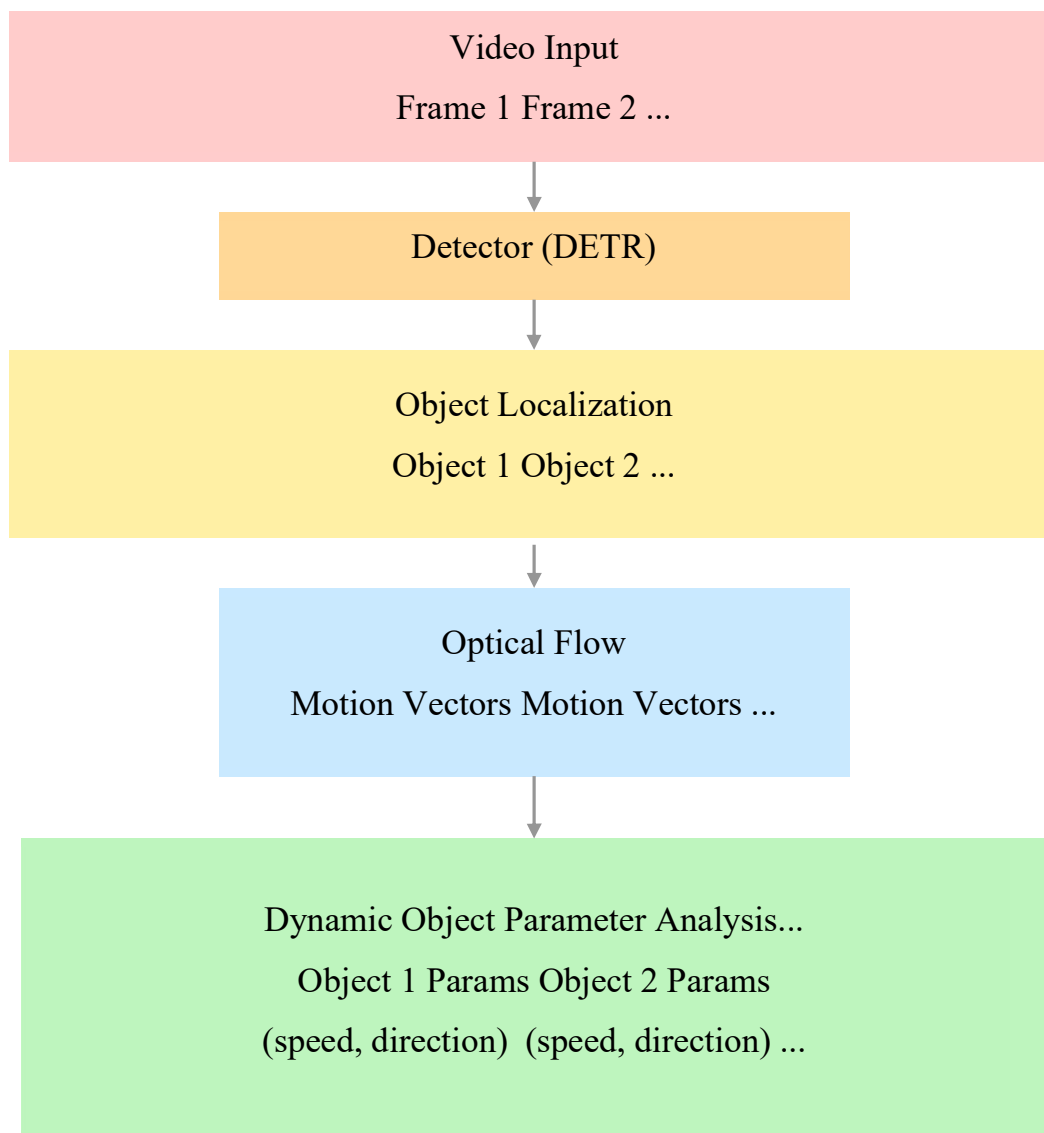 Video Input
Frame 1 Frame 2 ...
Detector (DETR)
Object Localization
Object 1 Object 2 ...
Optical Flow
Motion Vectors Motion Vectors ...
Dynamic Object Parameter Analysis...
Object 1 Params Object 2 Params
(speed, direction)  (speed, direction) ...